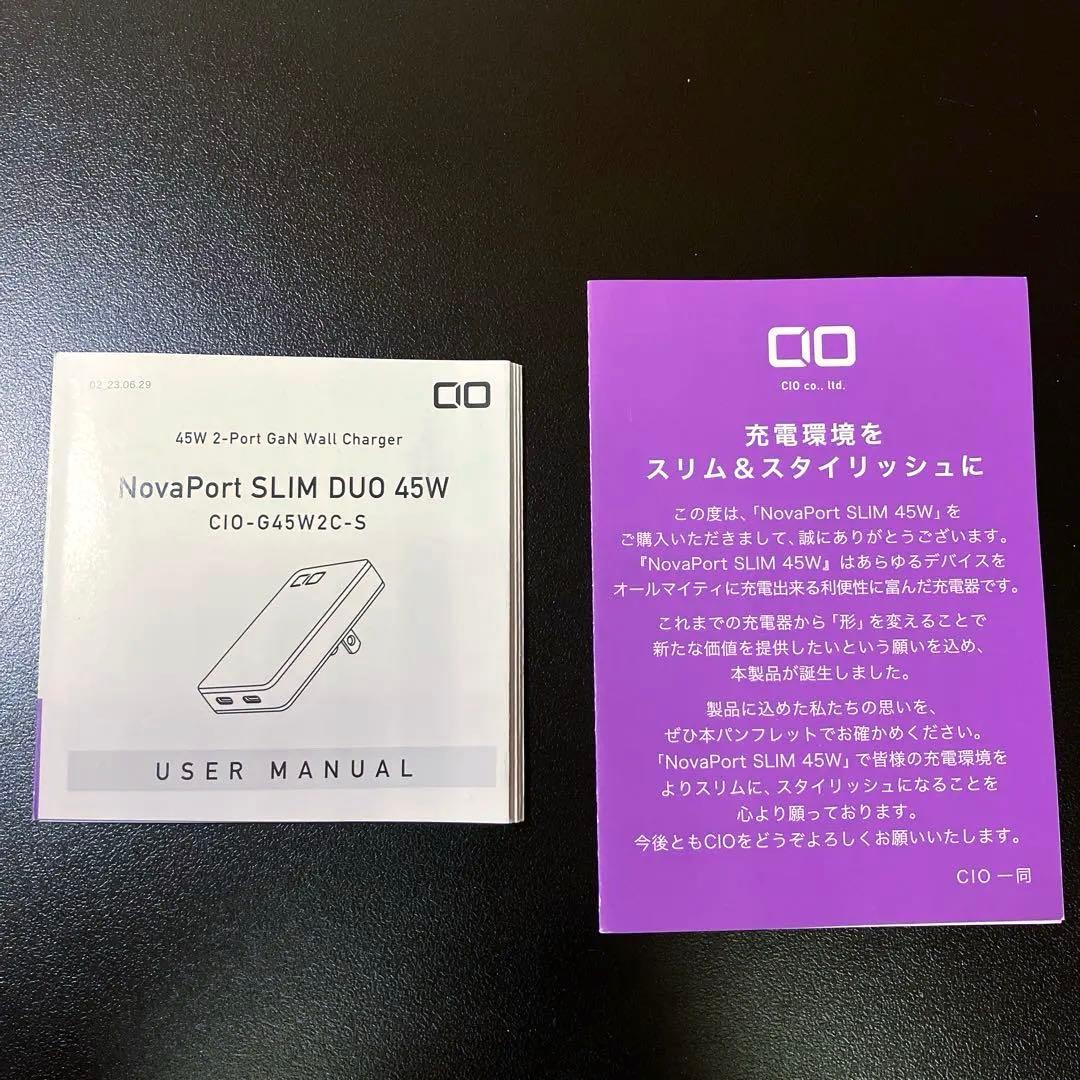 02_23.06.29
CIO
45W 2-Port GaN Wall Charger
NovaPort SLIM DUO 45W
CIO-G45W2C-S
CIO
USER MANUAL
CIO
CIO co., ltd.
充電環境を
スリム＆スタイリッシュに
この度は、「NovaPort SLIM 45W」を
ご購入いただきまして、誠にありがとうございます。
『NovaPort SLIM 45W』はあらゆるデバイスを
オールマイティに充電出来る利便性に富んだ充電器です。
これまでの充電器から「形」を変えることで
新たな価値を提供したいという願いを込め、
本製品が誕生しました。
製品に込めた私たちの思いを、
ぜひ本パンフレットでお確かめください。
「NovaPort SLIM 45W」で皆様の充電環境を
よりスリムに、スタイリッシュになることを
心より願っております。
今後ともCIOをどうぞよろしくお願いいたします。
CIO 一同